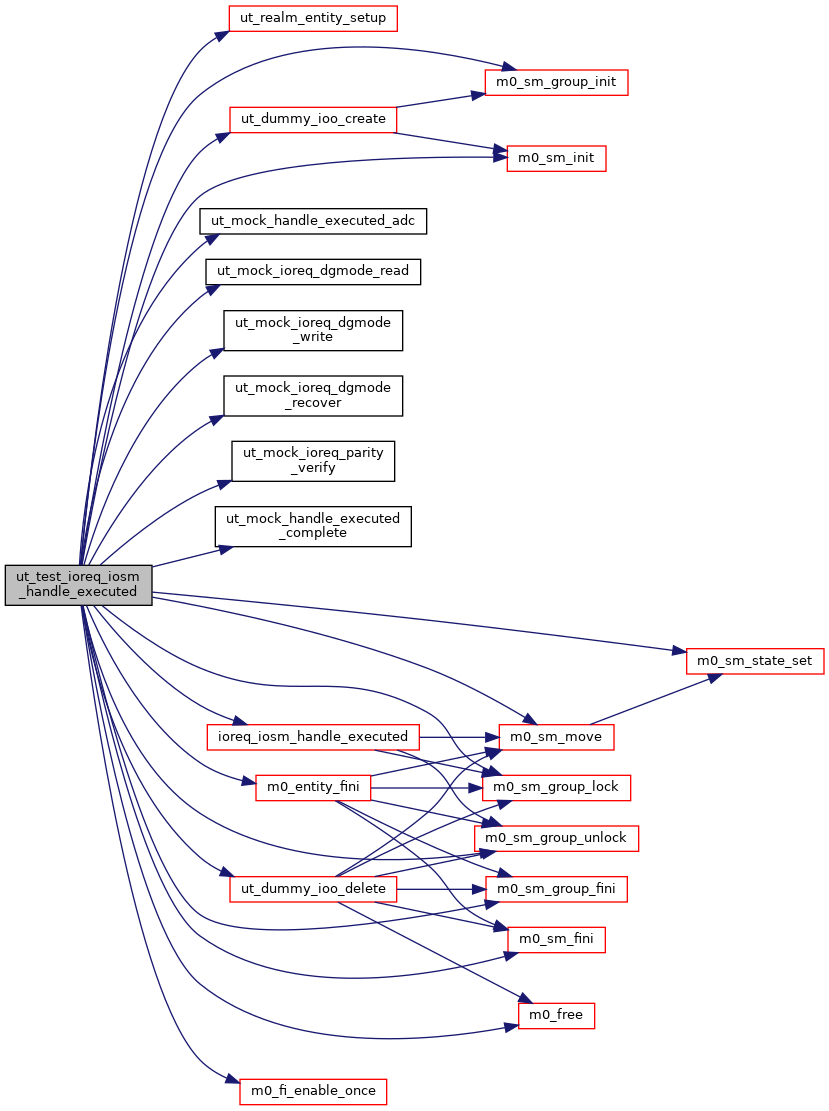 ut_realm_entity_setup
m0_sm_group_init
ut_dummy_ioo_create
m0_sm_init
ut_mock_handle_executed_adc
ut_mock_ioreq_dgmode_read
ut_mock_ioreq_dgmode
_write
ut_mock_ioreq_dgmode
_recover
ut_mock_ioreq_parity
_verify
ut_mock_handle_executed
_complete
ut_test_ioreq_iosm
_handle_executed
m0_sm_state_set
ioreq_iosm_handle_executed
m0_sm_move
m0_entity_fini
m0_sm_group_lock
m0_sm_group_unlock
ut_dummy_ioo_delete
m0_sm_group_fini
m0_sm_fini
m0_free
m0_fi_enable_once